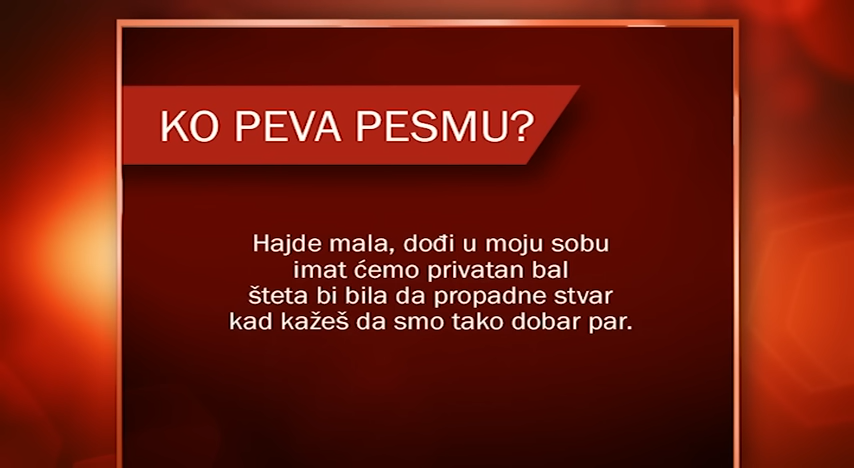 KO PEVA PESMU?
Hajde mala, dođi u moju sobu
imat ćemo privatan bal
šteta bi bila da propadne stvar
kad kažeš da smo tako dobar par.